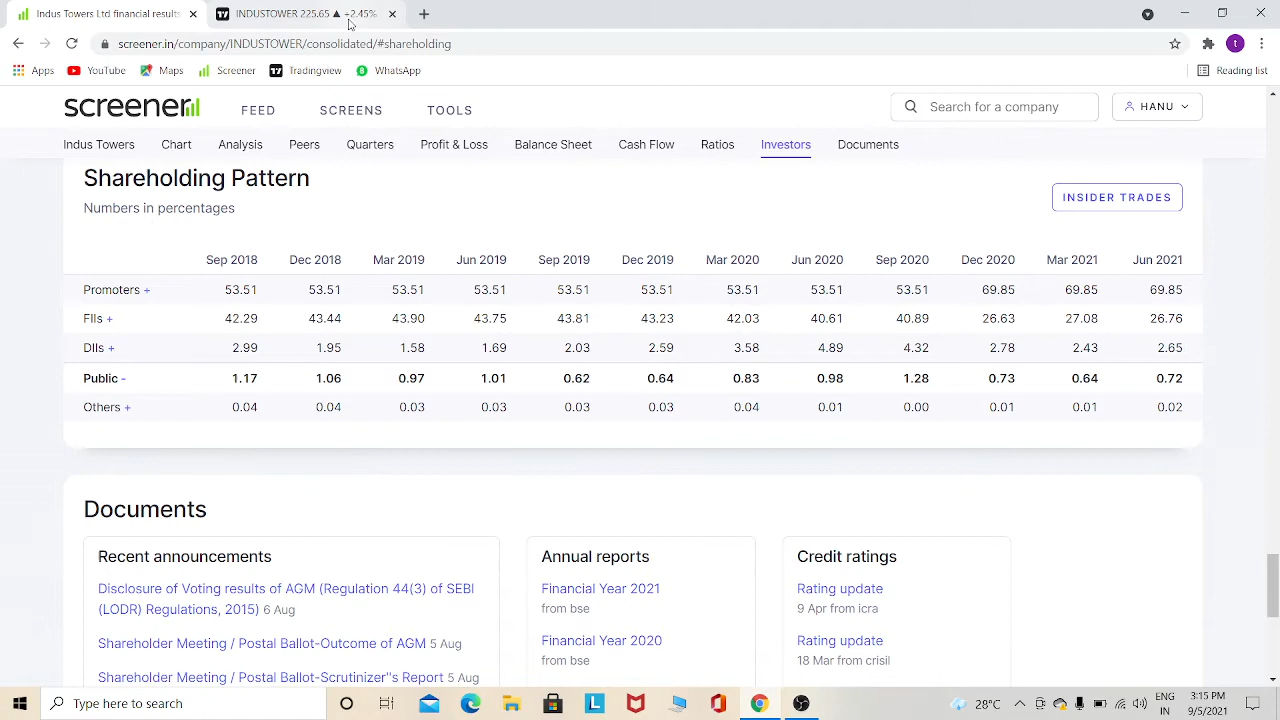 Indus Towers Ltd financial results
INDUSTOWER 225.65 ▲ +2.45%
screener.in/company/INDUSTOWER/consolidated/#shareholding
Apps YouTube Maps Screener Tradingview WhatsApp Reading list
screener FEED SCREENS TOOLS Search for a company HANU
Indus Towers Chart Analysis Peers Quarters Profit & Loss Balance Sheet Cash Flow Ratios Investors Documents
Shareholding Pattern
Numbers in percentages
INSIDER TRADES
Sep 2018 Dec 2018 Mar 2019 Jun 2019 Sep 2019 Dec 2019 Mar 2020 Jun 2020 Sep 2020 Dec 2020 Mar 2021 Jun 2021
Promoters + 53.51 53.51 53.51 53.51 53.51 53.51 53.51 53.51 53.51 69.85 69.85 69.85
FIIs + 42.29 43.44 43.90 43.75 43.81 43.23 42.03 40.61 40.89 26.63 27.08 26.76
DIIs + 2.99 1.95 1.58 1.69 2.03 2.59 3.58 4.89 4.32 2.78 2.43 2.65
Public - 1.17 1.06 0.97 1.01 0.62 0.64 0.83 0.98 1.28 0.73 0.64 0.72
Others + 0.04 0.04 0.03 0.03 0.03 0.03 0.04 0.01 0.00 0.01 0.01 0.02
Documents
Recent announcements
Disclosure of Voting results of AGM (Regulation 44(3) of SEBI
(LODR) Regulations, 2015) 6 Aug
Shareholder Meeting / Postal Ballot-Outcome of AGM 5 Aug
Shareholder Meeting / Postal Ballot-Scrutinizer"s Report 5 Aug
Annual reports
Financial Year 2021
from bse
Financial Year 2020
from bse
Credit ratings
Rating update
9 Apr from icra
Rating update
18 Mar from crisil
Type here to search
28°C
ENG
IN
3:15 PM
9/5/2021